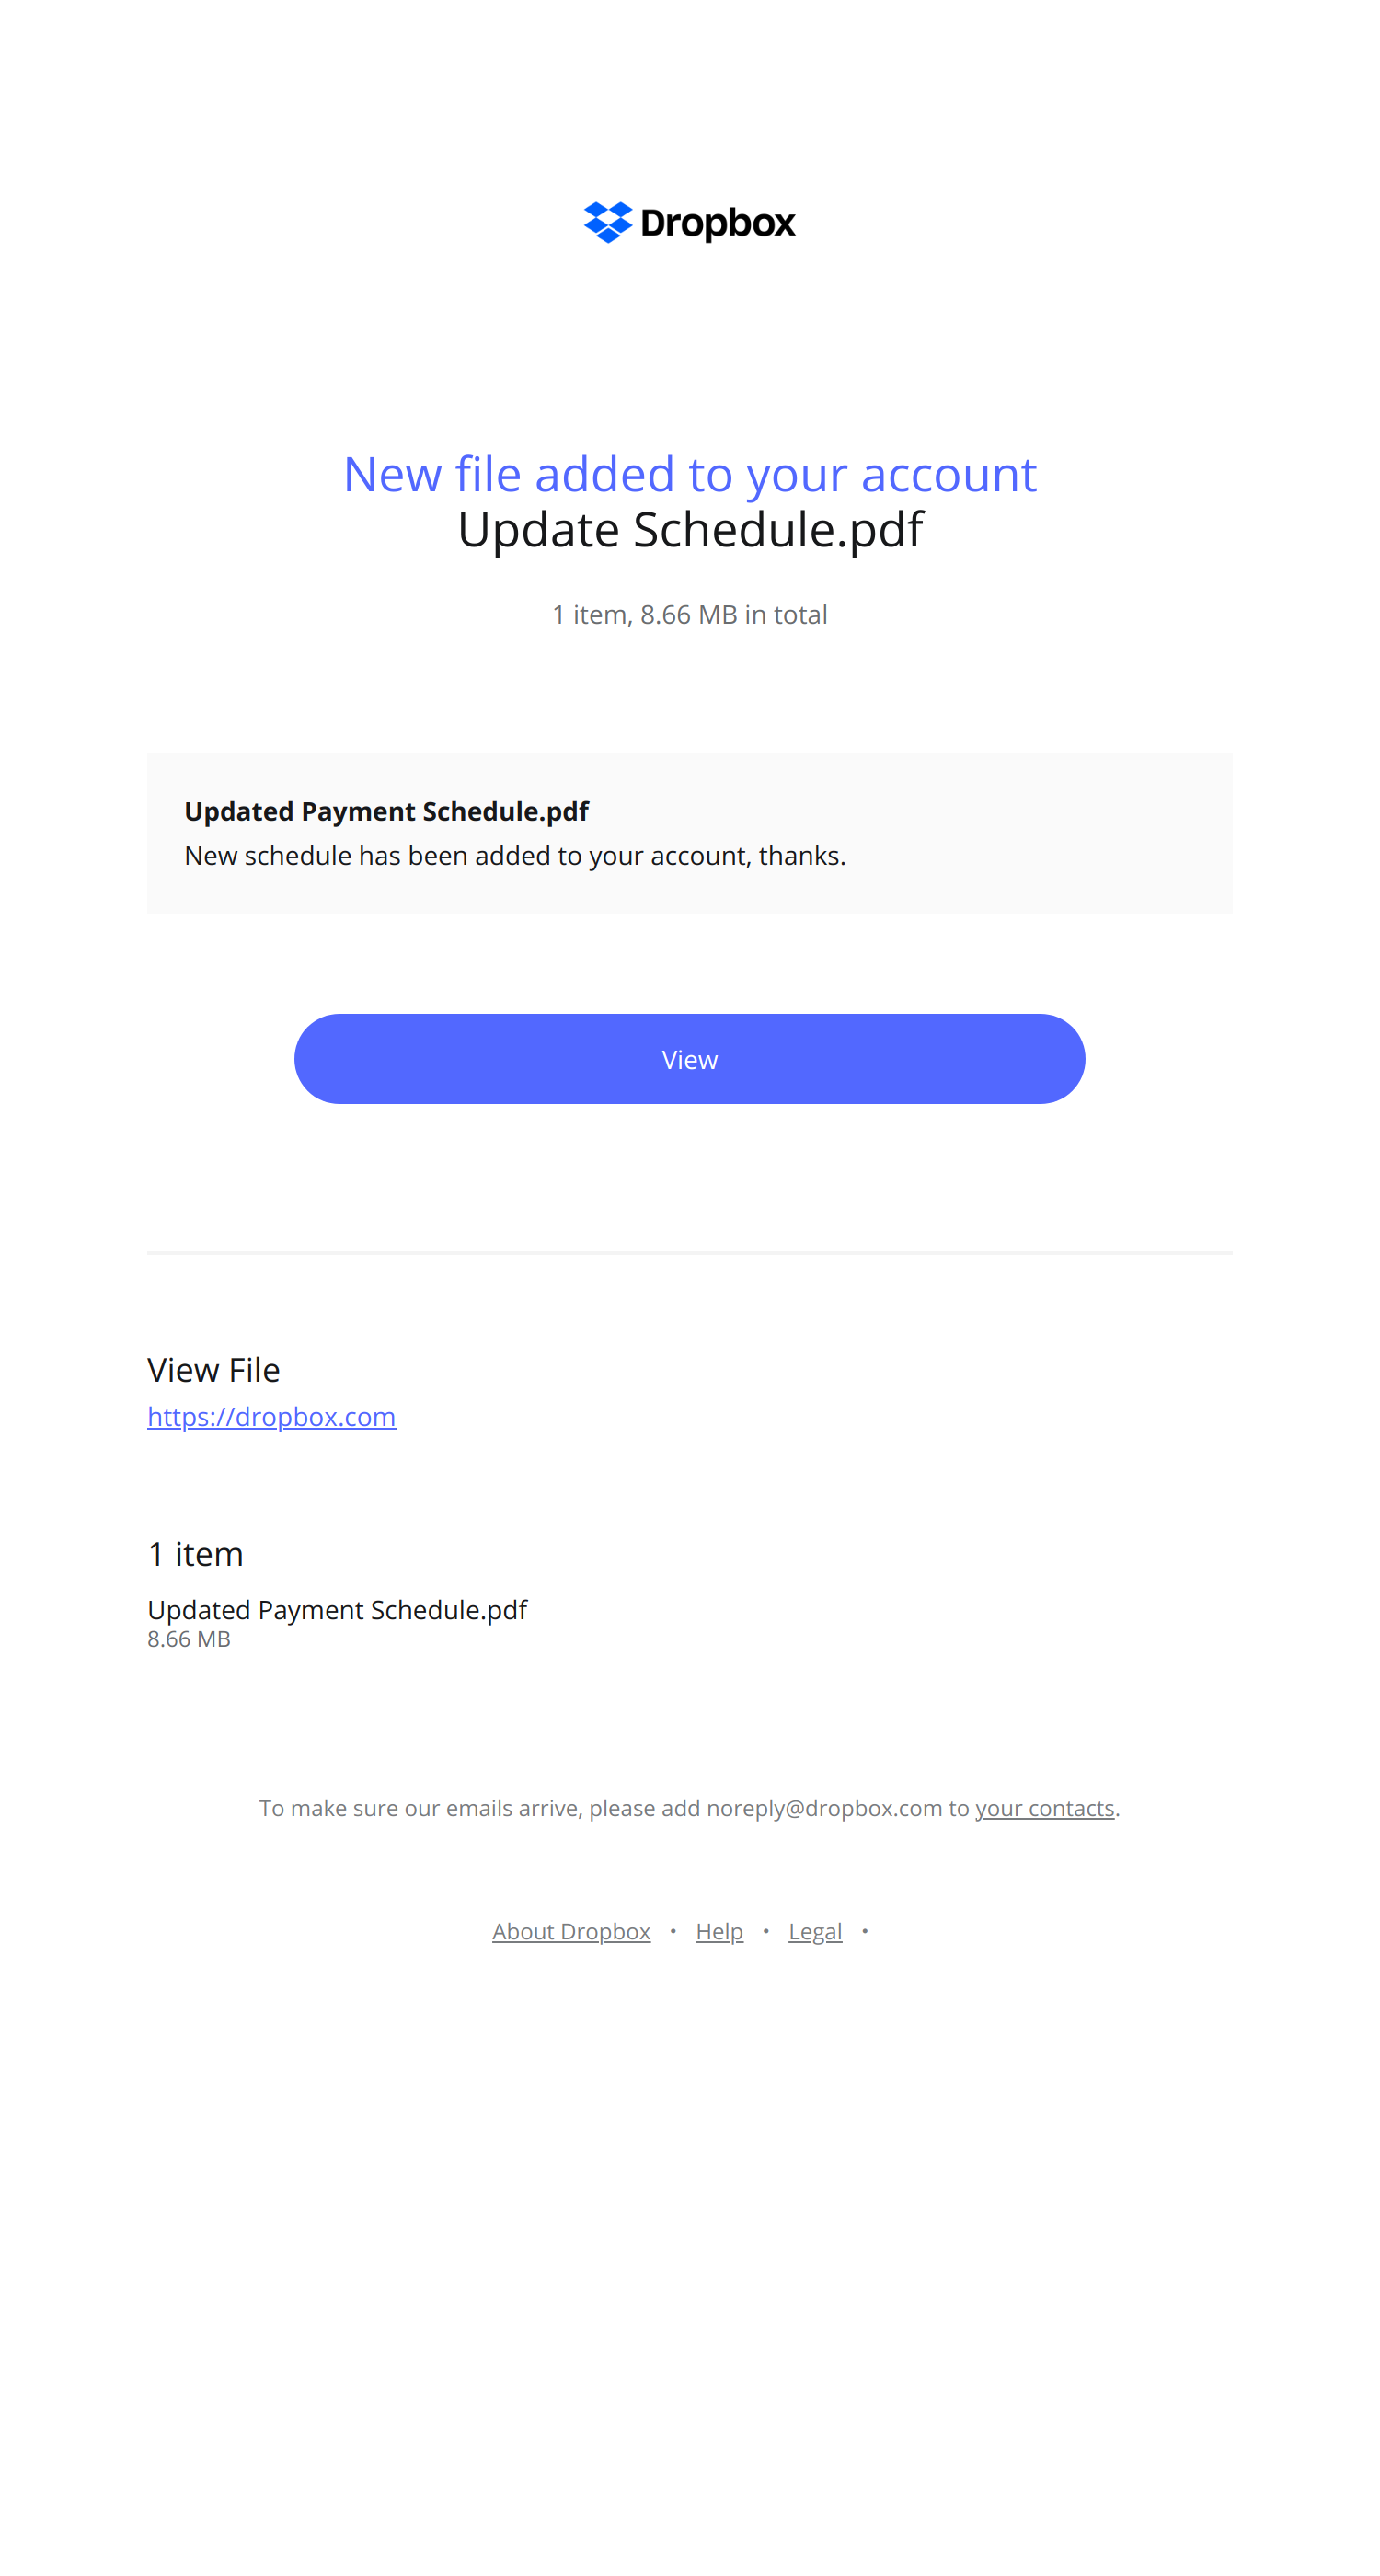 Dropbox
New file added to your account
Update Schedule.pdf
1 item, 8.66 MB in total
Updated Payment Schedule.pdf
New schedule has been added to your account, thanks.
View
View File
https://dropbox.com
1 item
Updated Payment Schedule.pdf
8.66 MB
To make sure our emails arrive, please add noreply@dropbox.com to your contacts.
About Dropbox • Help • Legal •